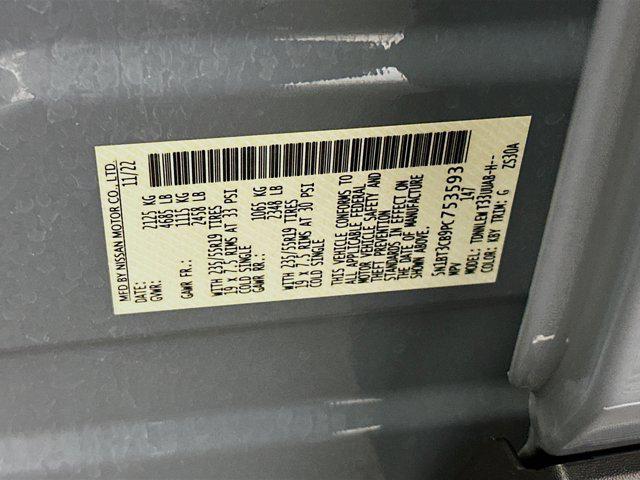 MFD BY NISSAN MOTOR CO., LTD.
DATE: 11/22
GVWR: 2125 KG
4685 LB
GAWR FR.: 1115 KG
2458 LB
WITH 235/55R19 TIRES
19 X 7.5 RIMS AT 33 PSI
COLD SINGLE
GAWR RR.: 1065 KG
2348 LB
WITH 235/55R19 TIRES
19 X 7.5 RIMS AT 30 PSI
COLD SINGLE
THIS VEHICLE CONFORMS TO
ALL APPLICABLE FEDERAL
MOTOR VEHICLE SAFETY AND
THEFT PREVENTION
STANDARDS IN EFFECT ON
THE DATE OF MANUFACTURE
SHOWN ABOVE.
5N1BT3CB9PC753593
MPV 147
MODEL:
COLOR: KBY TRIM: G ZS30A